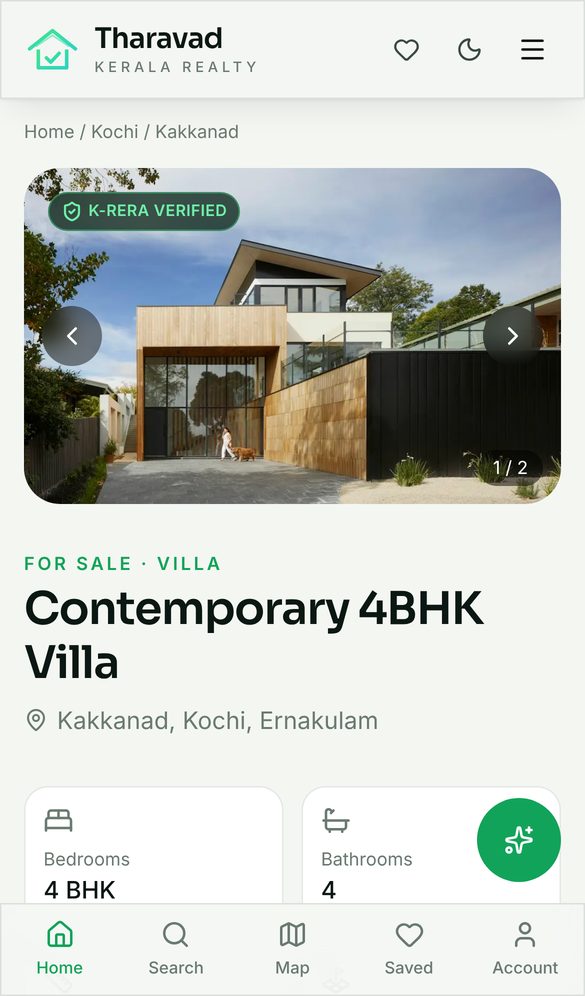 Tharavad
KERALA REALTY
Home / Kochi / Kakkanad
K-RERA VERIFIED
1 / 2
FOR SALE · VILLA
Contemporary 4BHK
Villa
Kakkanad, Kochi, Ernakulam
Bedrooms
4 BHK
Bathrooms
4
Home
Search
Map
Saved
Account